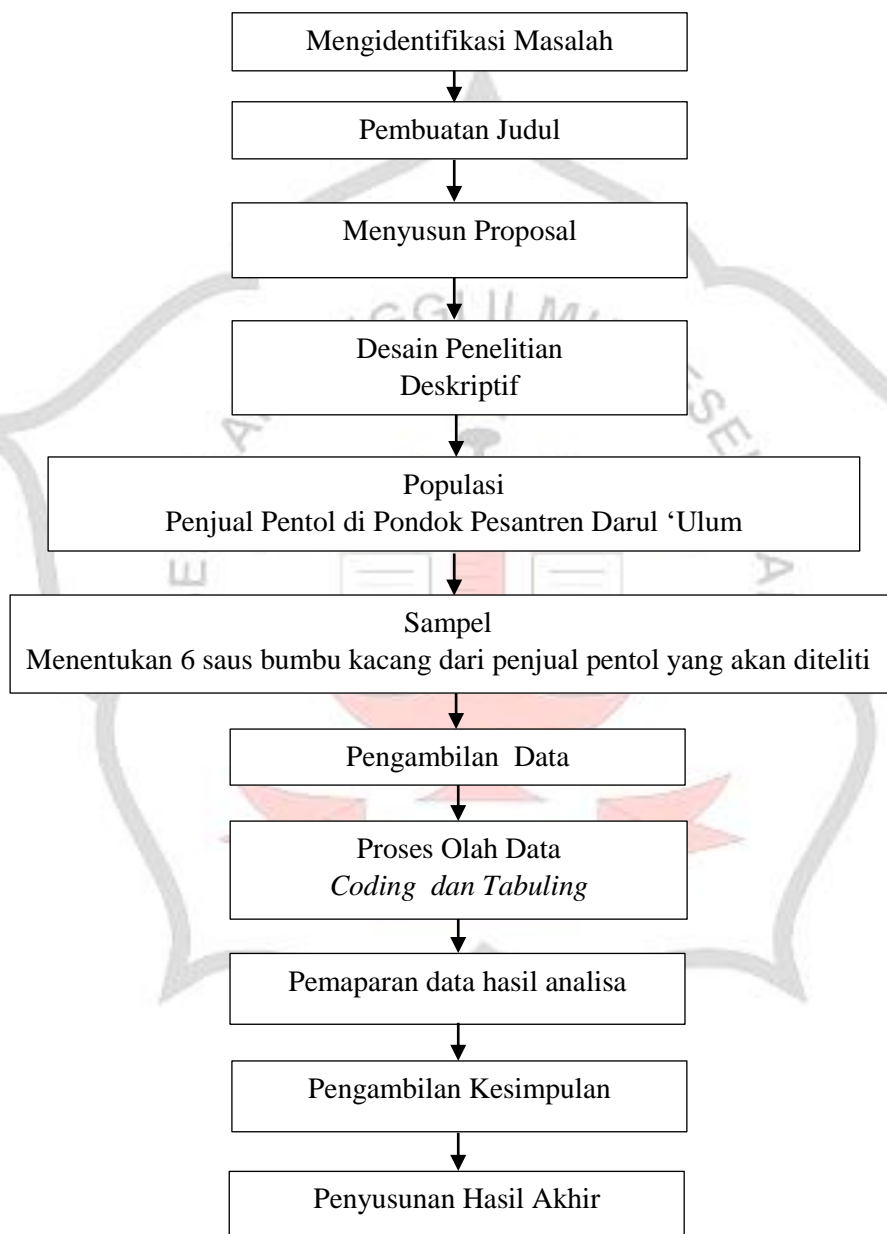 Mengidentifikasi Masalah
Pembuatan Judul
Menyusun Proposal
Desain Penelitian
Deskriptif
Populasi
Penjual Pentol di Pondok Pesantren Darul ‘Ulum
Sampel
Menentukan 6 saus bumbu kacang dari penjual pentol yang akan diteliti
Pengambilan Data
Proses Olah Data
Coding dan Tabuling
Pemaparan data hasil analisa
Pengambilan Kesimpulan
Penyusunan Hasil Akhir